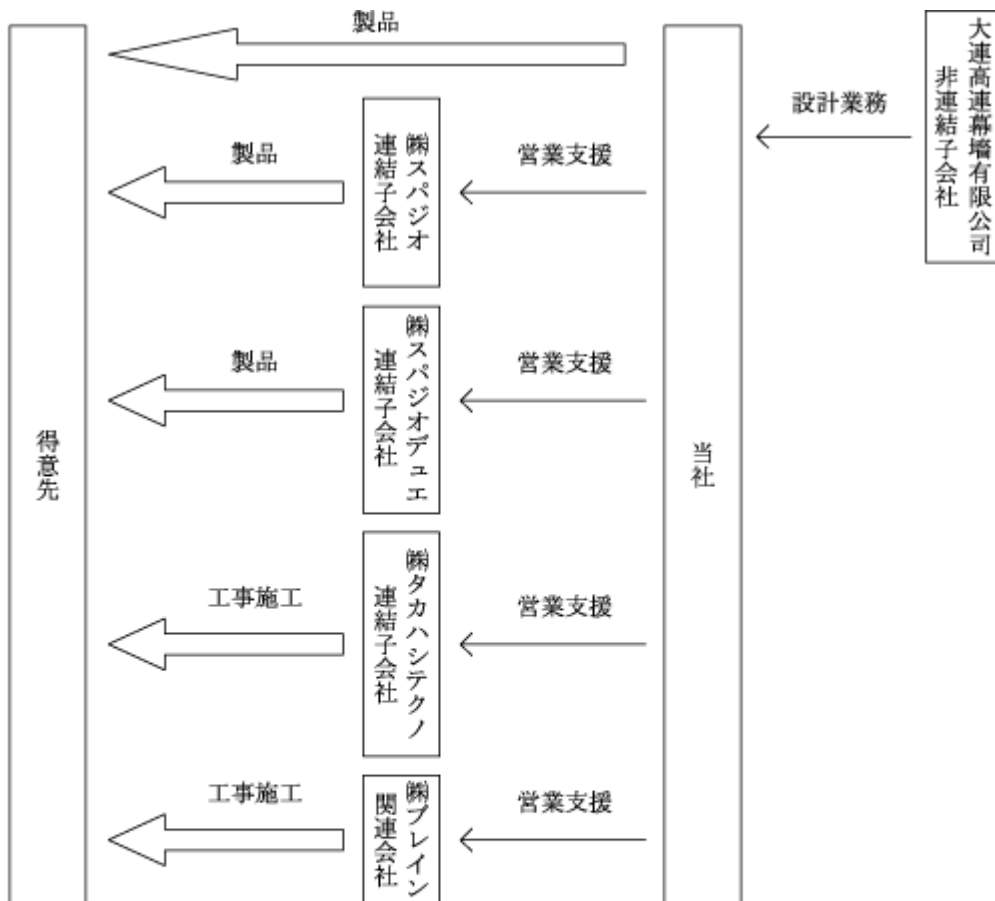 製品
大連高連幕墻有限公司
非連結子会社
設計業務
製品
㈱スパジオ
連結子会社
営業支援
製品
㈱スパジオデュエ
連結子会社
営業支援
得意先
当社
工事施工
㈱タカハシテクノ
連結子会社
営業支援
工事施工
㈱ブレイン
関連会社
営業支援